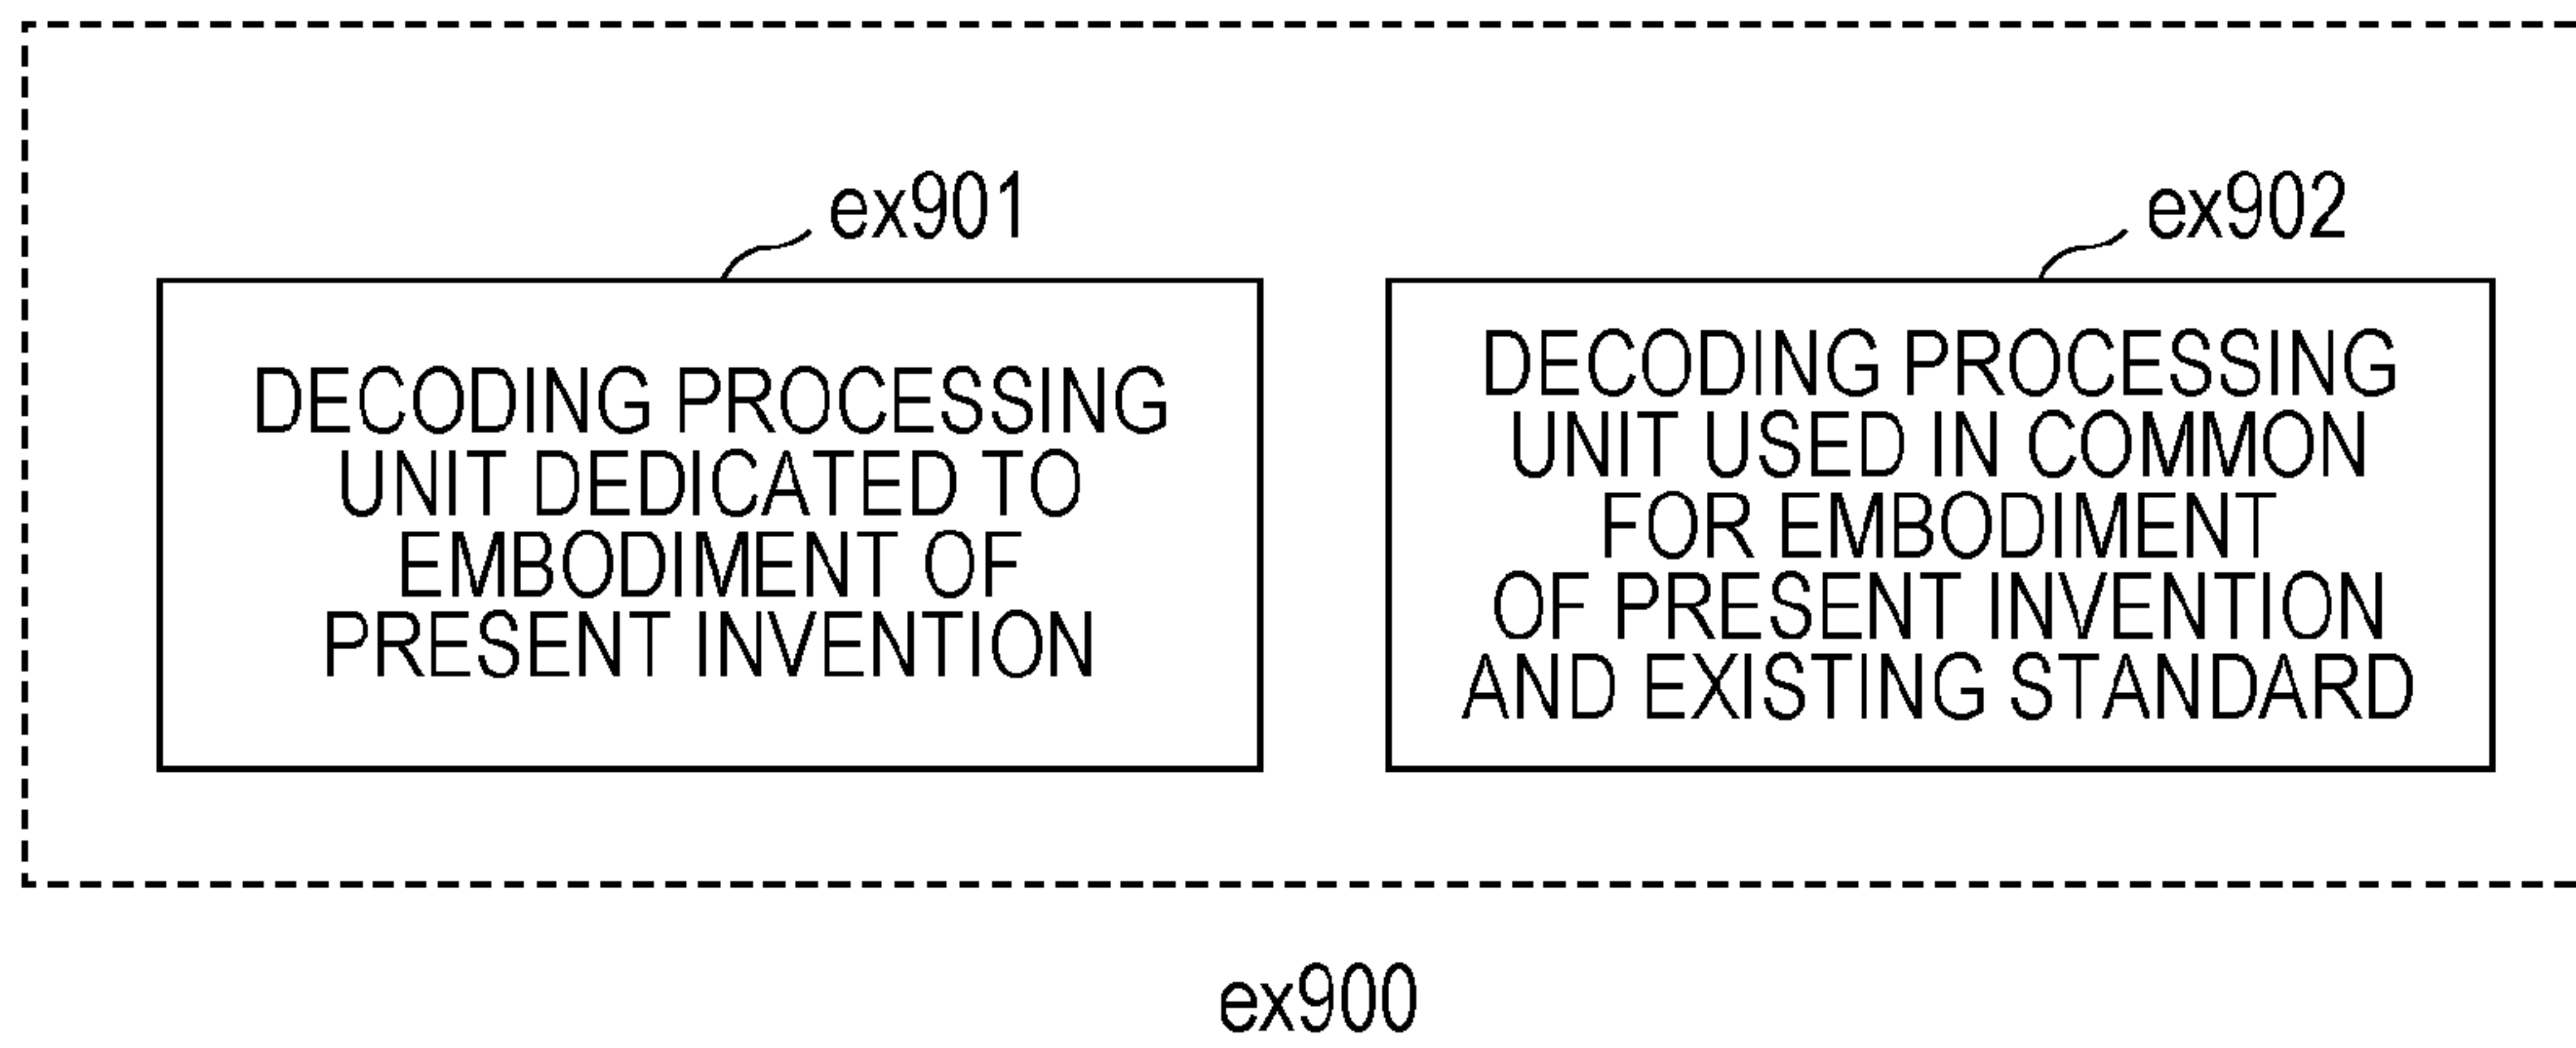 ex901
DECODING PROCESSING
UNIT DEDICATED TO
EMBODIMENT OF
PRESENT INVENTION
ex902
DECODING PROCESSING
UNIT USED IN COMMON
FOR EMBODIMENT
OF PRESENT INVENTION
AND EXISTING STANDARD
ex900